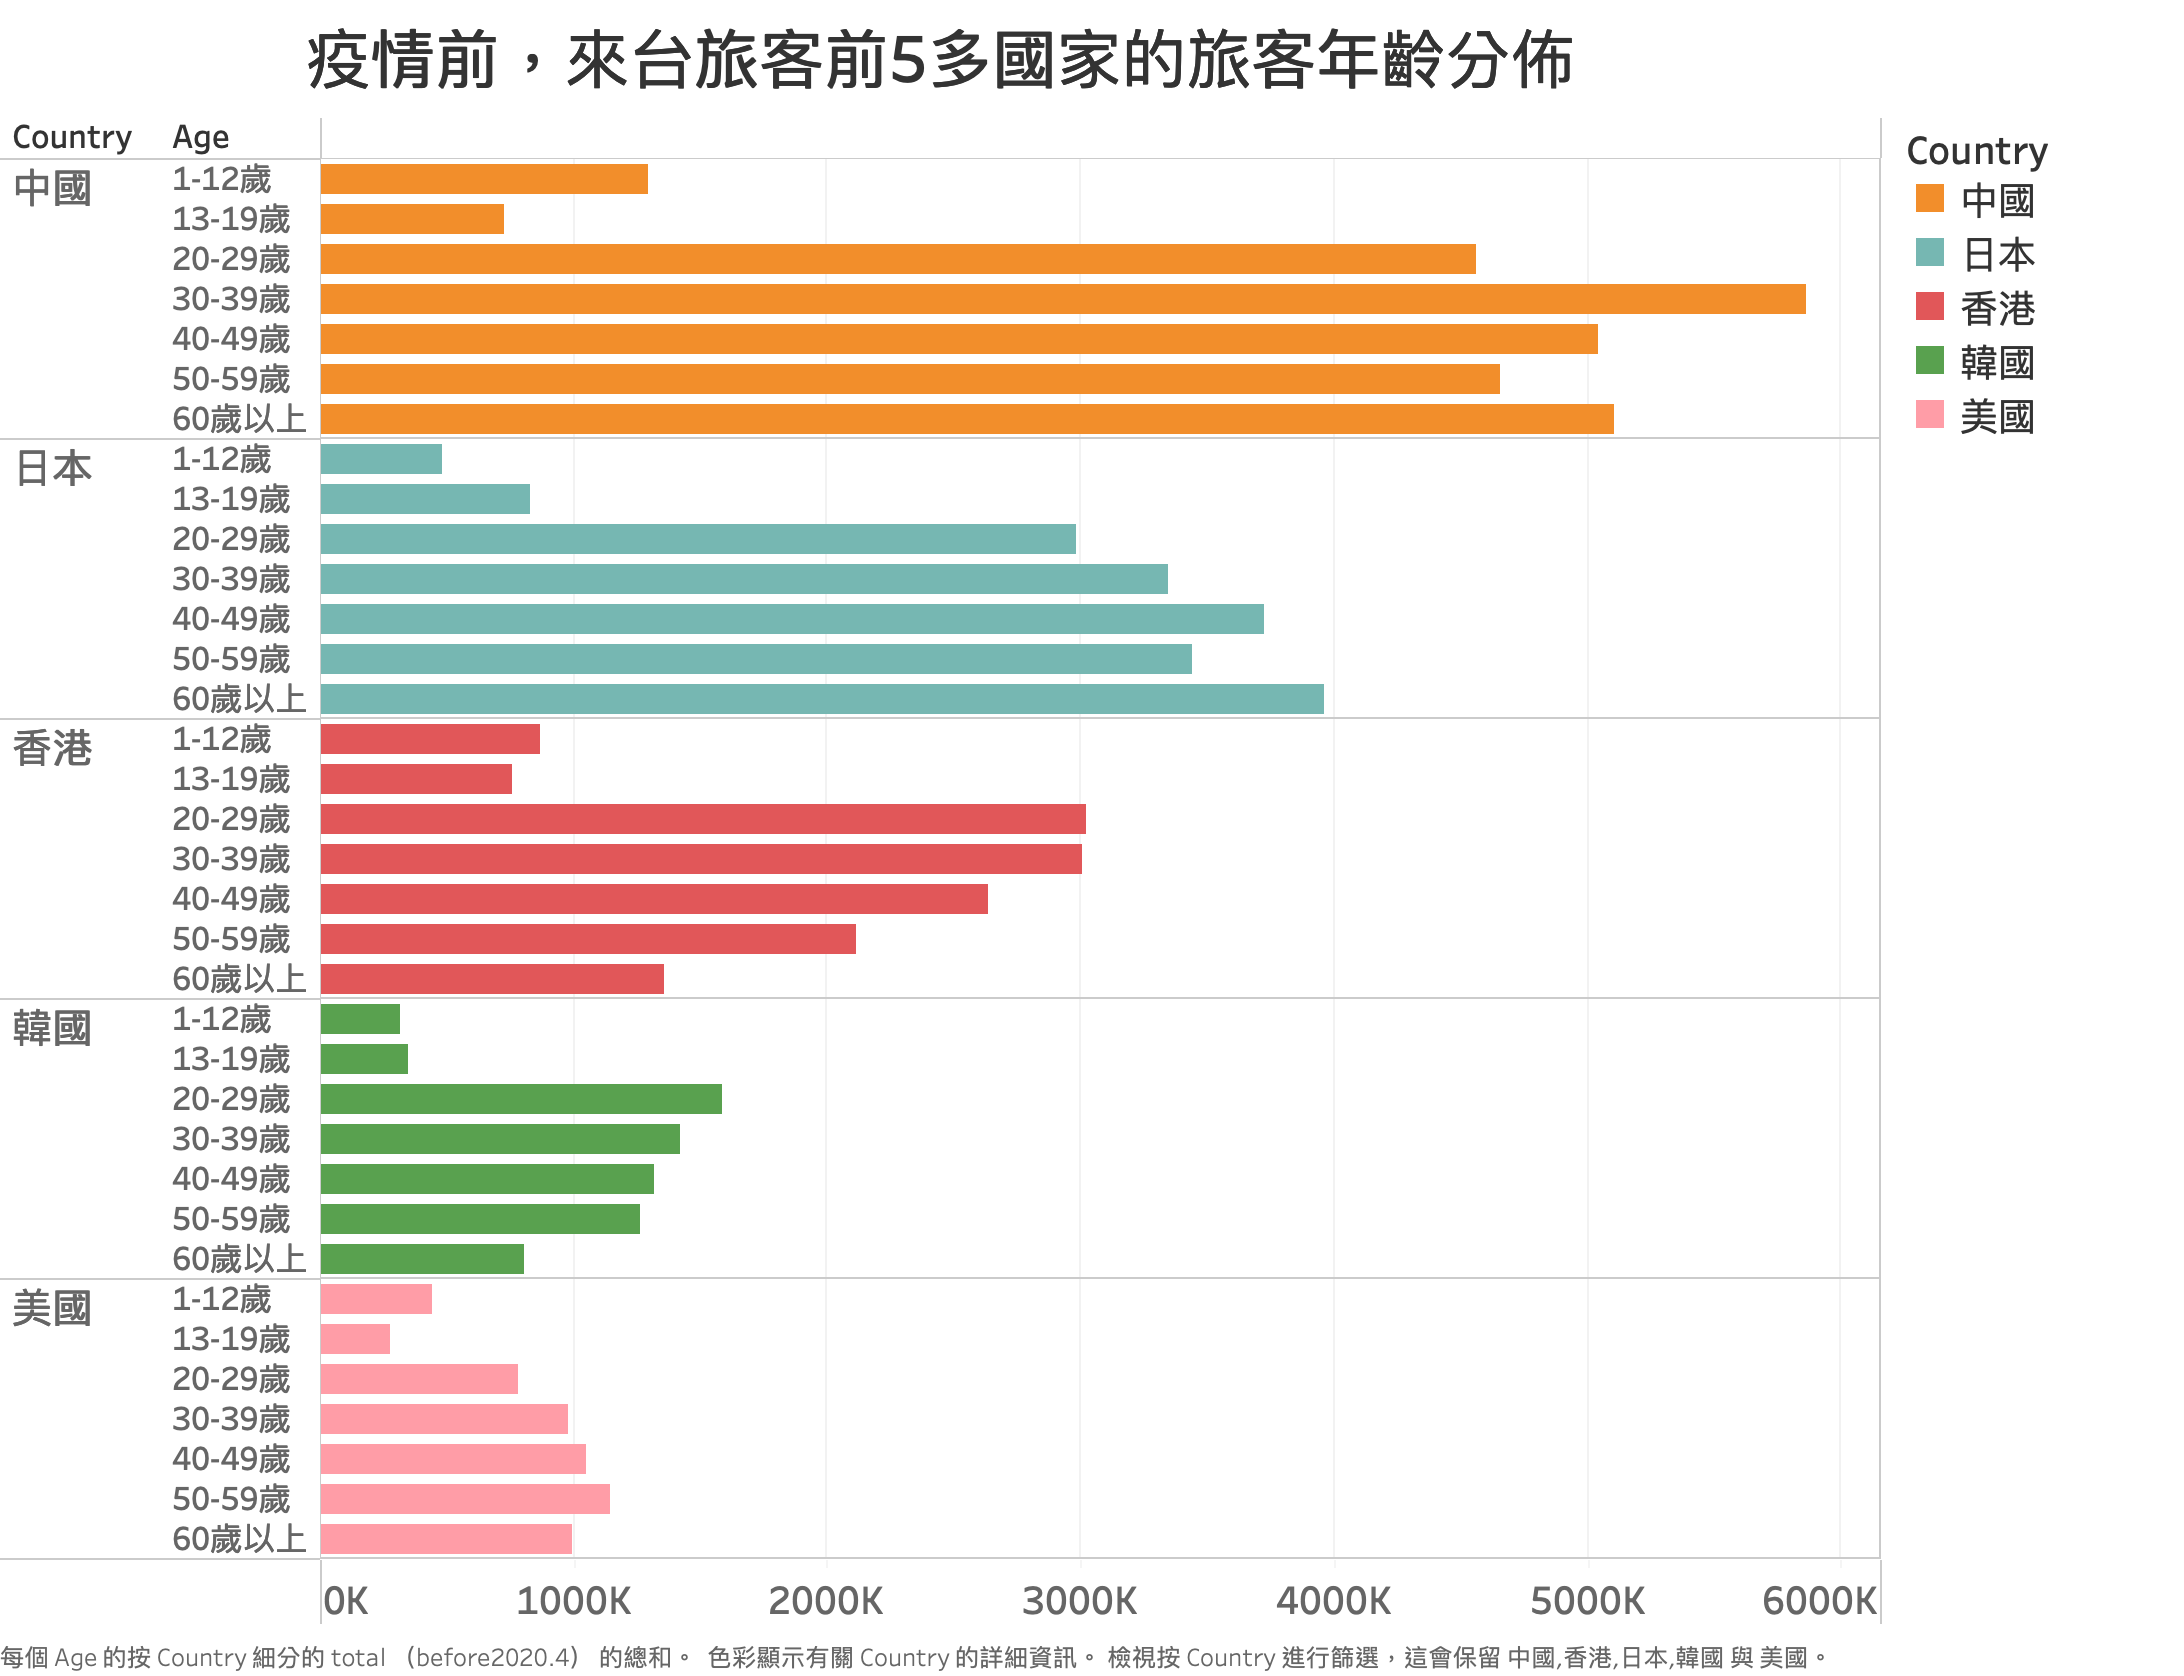 疫情前，來台旅客前5多國家的旅客年齡分佈
Country Age
中國 1-12歲
13-19歲
20-29歲
30-39歲
40-49歲
50-59歲
60歲以上
日本 1-12歲
13-19歲
20-29歲
30-39歲
40-49歲
50-59歲
60歲以上
香港 1-12歲
13-19歲
20-29歲
30-39歲
40-49歲
50-59歲
60歲以上
韓國 1-12歲
13-19歲
20-29歲
30-39歲
40-49歲
50-59歲
60歲以上
美國 1-12歲
13-19歲
20-29歲
30-39歲
40-49歲
50-59歲
60歲以上
0K 1000K 2000K 3000K 4000K 5000K 6000K
Country
中國
日本
香港
韓國
美國
每個 Age 的按 Country 細分的 total （before2020.4） 的總和。 色彩顯示有關 Country 的詳細資訊。 檢視按 Country 進行篩選，這會保留 中國,香港,日本,韓國 與 美國。